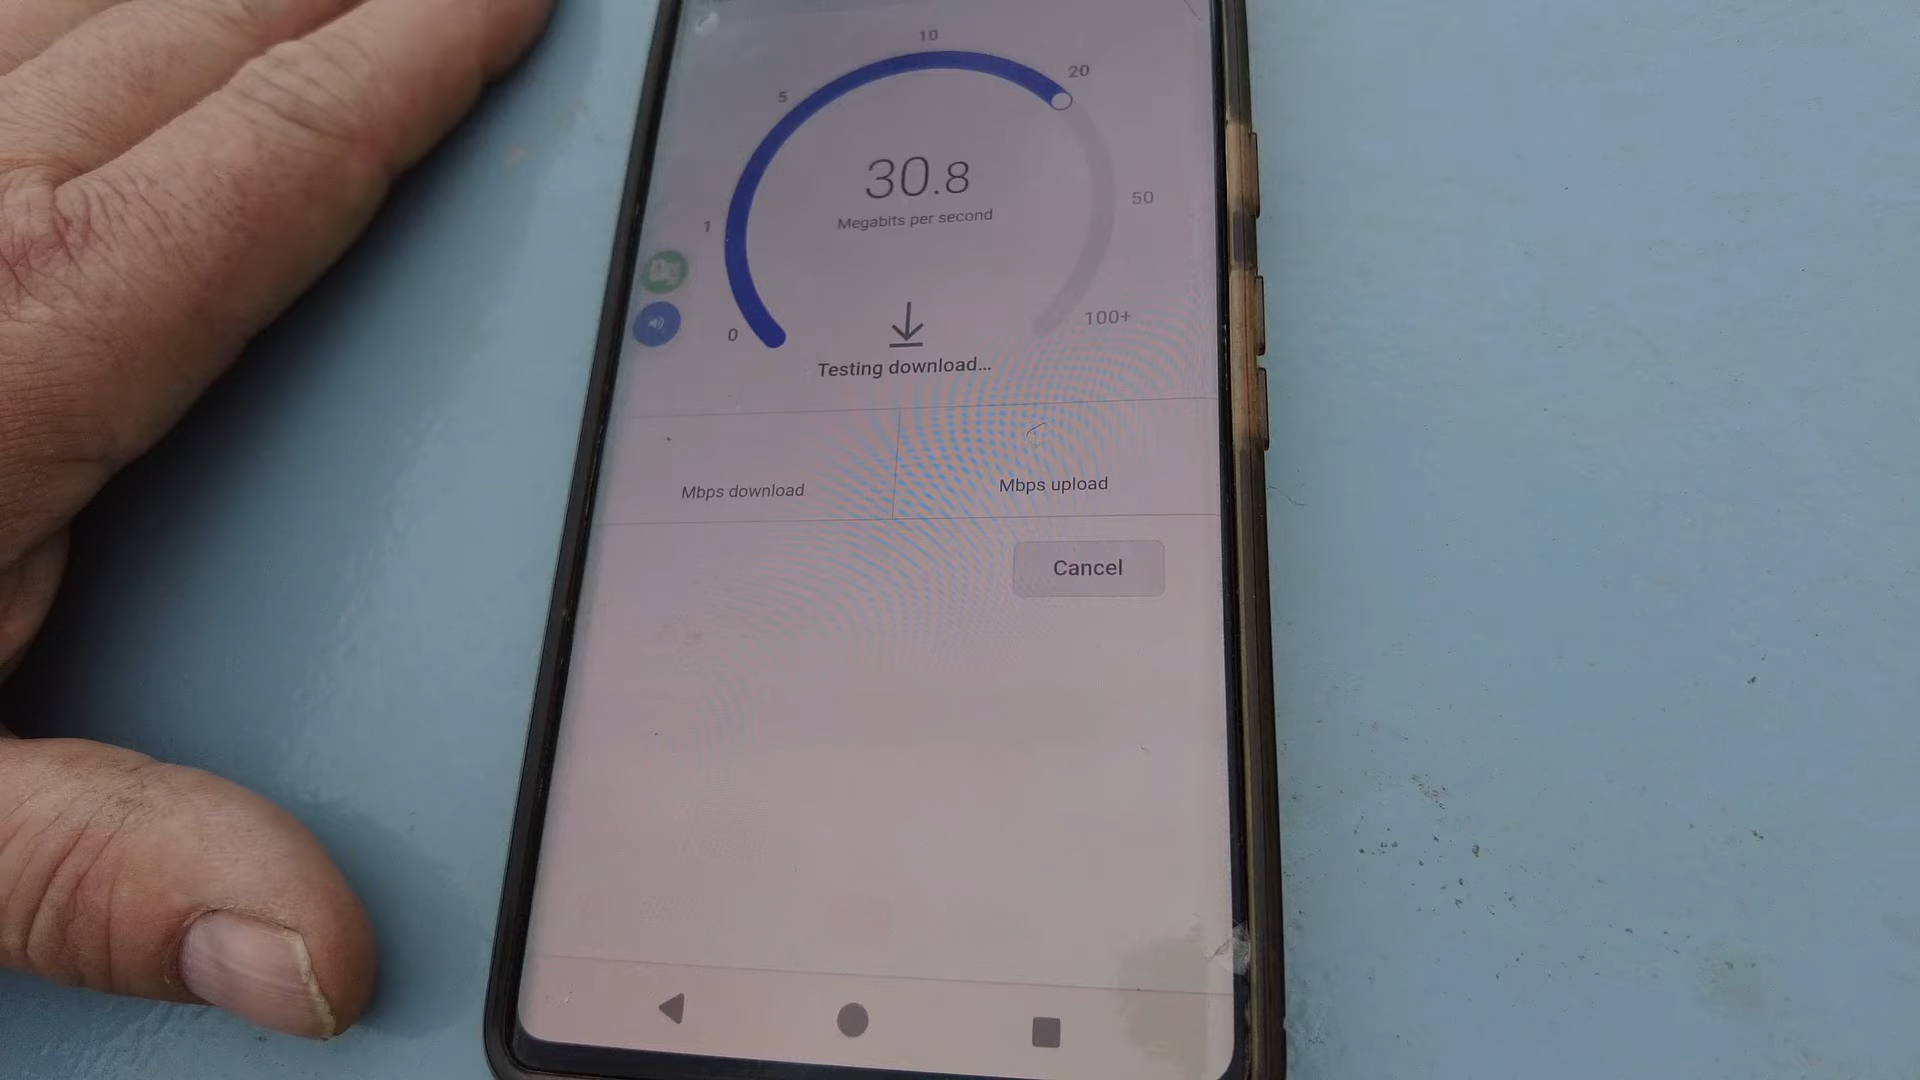 10
20
5
30.8
50
Megabits per second
1
100+
0
Testing download...
Mbps download
Mbps upload
Cancel